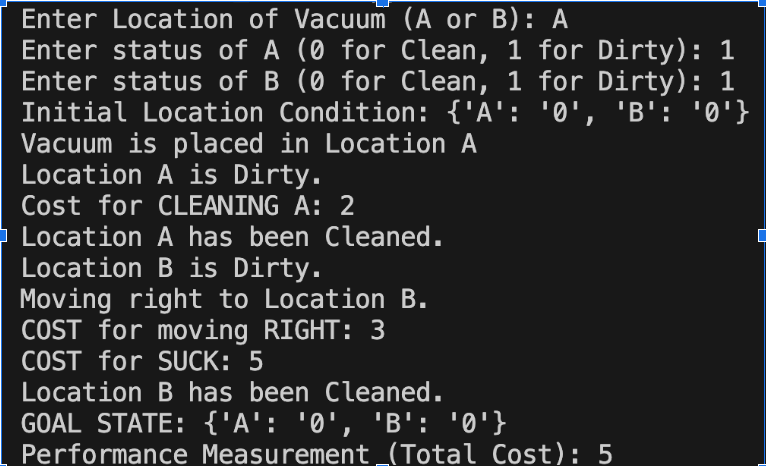 Enter Location of Vacuum (A or B): A
Enter status of A (0 for Clean, 1 for Dirty): 1
Enter status of B (0 for Clean, 1 for Dirty): 1
Initial Location Condition: {'A': '0', 'B': '0'}
Vacuum is placed in Location A
Location A is Dirty.
Cost for CLEANING A: 2
Location A has been Cleaned.
Location B is Dirty.
Moving right to Location B.
COST for moving RIGHT: 3
COST for SUCK: 5
Location B has been Cleaned.
GOAL STATE: {'A': '0', 'B': '0'}
Performance Measurement (Total Cost): 5